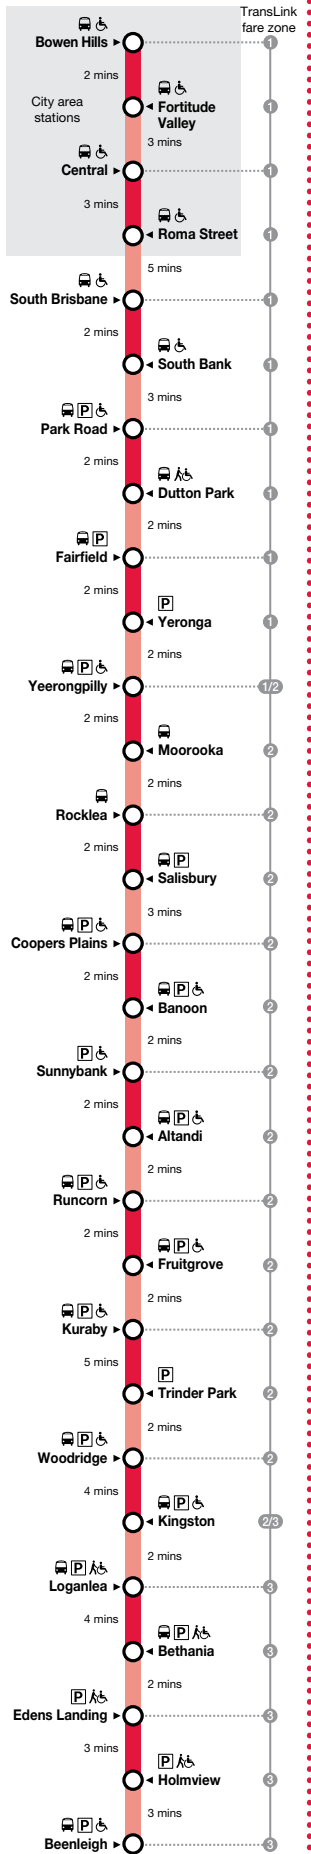 TransLink
fare zone
Bowen Hills
1
2 mins
City area
stations
Fortitude
Valley
1
3 mins
Central
1
3 mins
Roma Street
1
5 mins
South Brisbane
1
2 mins
South Bank
1
3 mins
P
Park Road
1
2 mins
Dutton Park
1
2 mins
P
Fairfield
1
2 mins
P
Yeronga
1
2 mins
P
Yeerongpilly
1/2
2 mins
Moorooka
2
2 mins
Rocklea
2
2 mins
P
Salisbury
2
3 mins
P
Coopers Plains
2
2 mins
P
Banoon
2
2 mins
P
Sunnybank
2
2 mins
P
Altandi
2
2 mins
P
Runcorn
2
2 mins
P
Fruitgrove
2
2 mins
P
Kuraby
2
5 mins
P
Trinder Park
2
2 mins
P
Woodridge
2
4 mins
P
Kingston
2/3
2 mins
P
Loganlea
3
4 mins
P
Bethania
3
2 mins
P
Edens Landing
3
3 mins
P
Holmview
3
3 mins
P
Beenleigh
3